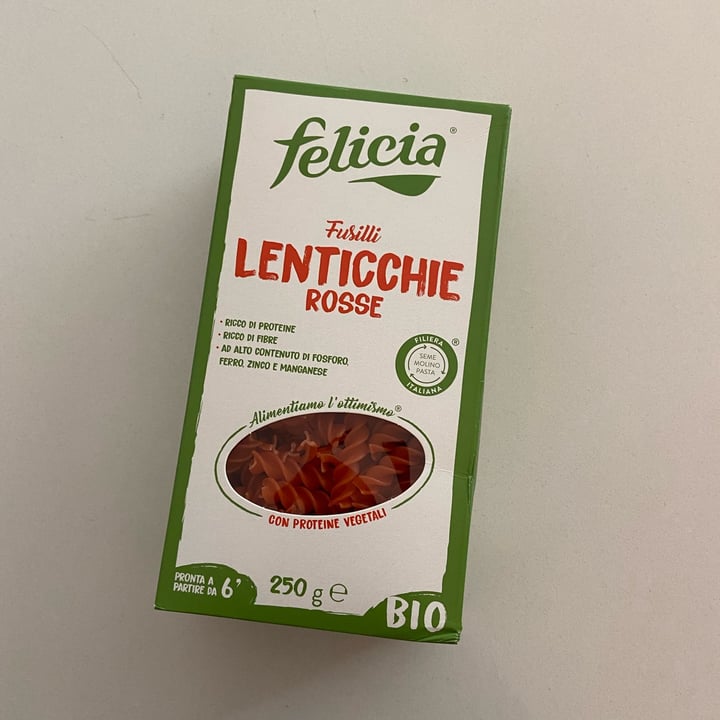 felicia®
Fusilli
LENTICCHIE
ROSSE
• RICCO DI PROTEINE
• RICCO DI FIBRE
• AD ALTO CONTENUTO DI FOSFORO,
FERRO, ZINCO E MANGANESE
FILIERA ®
SEME
MOLINO
PASTA
ITALIANA
Alimentiamo l'ottimismo®
CON PROTEINE VEGETALI
PRONTA A
PARTIRE DA 6'
250 g e
BIO